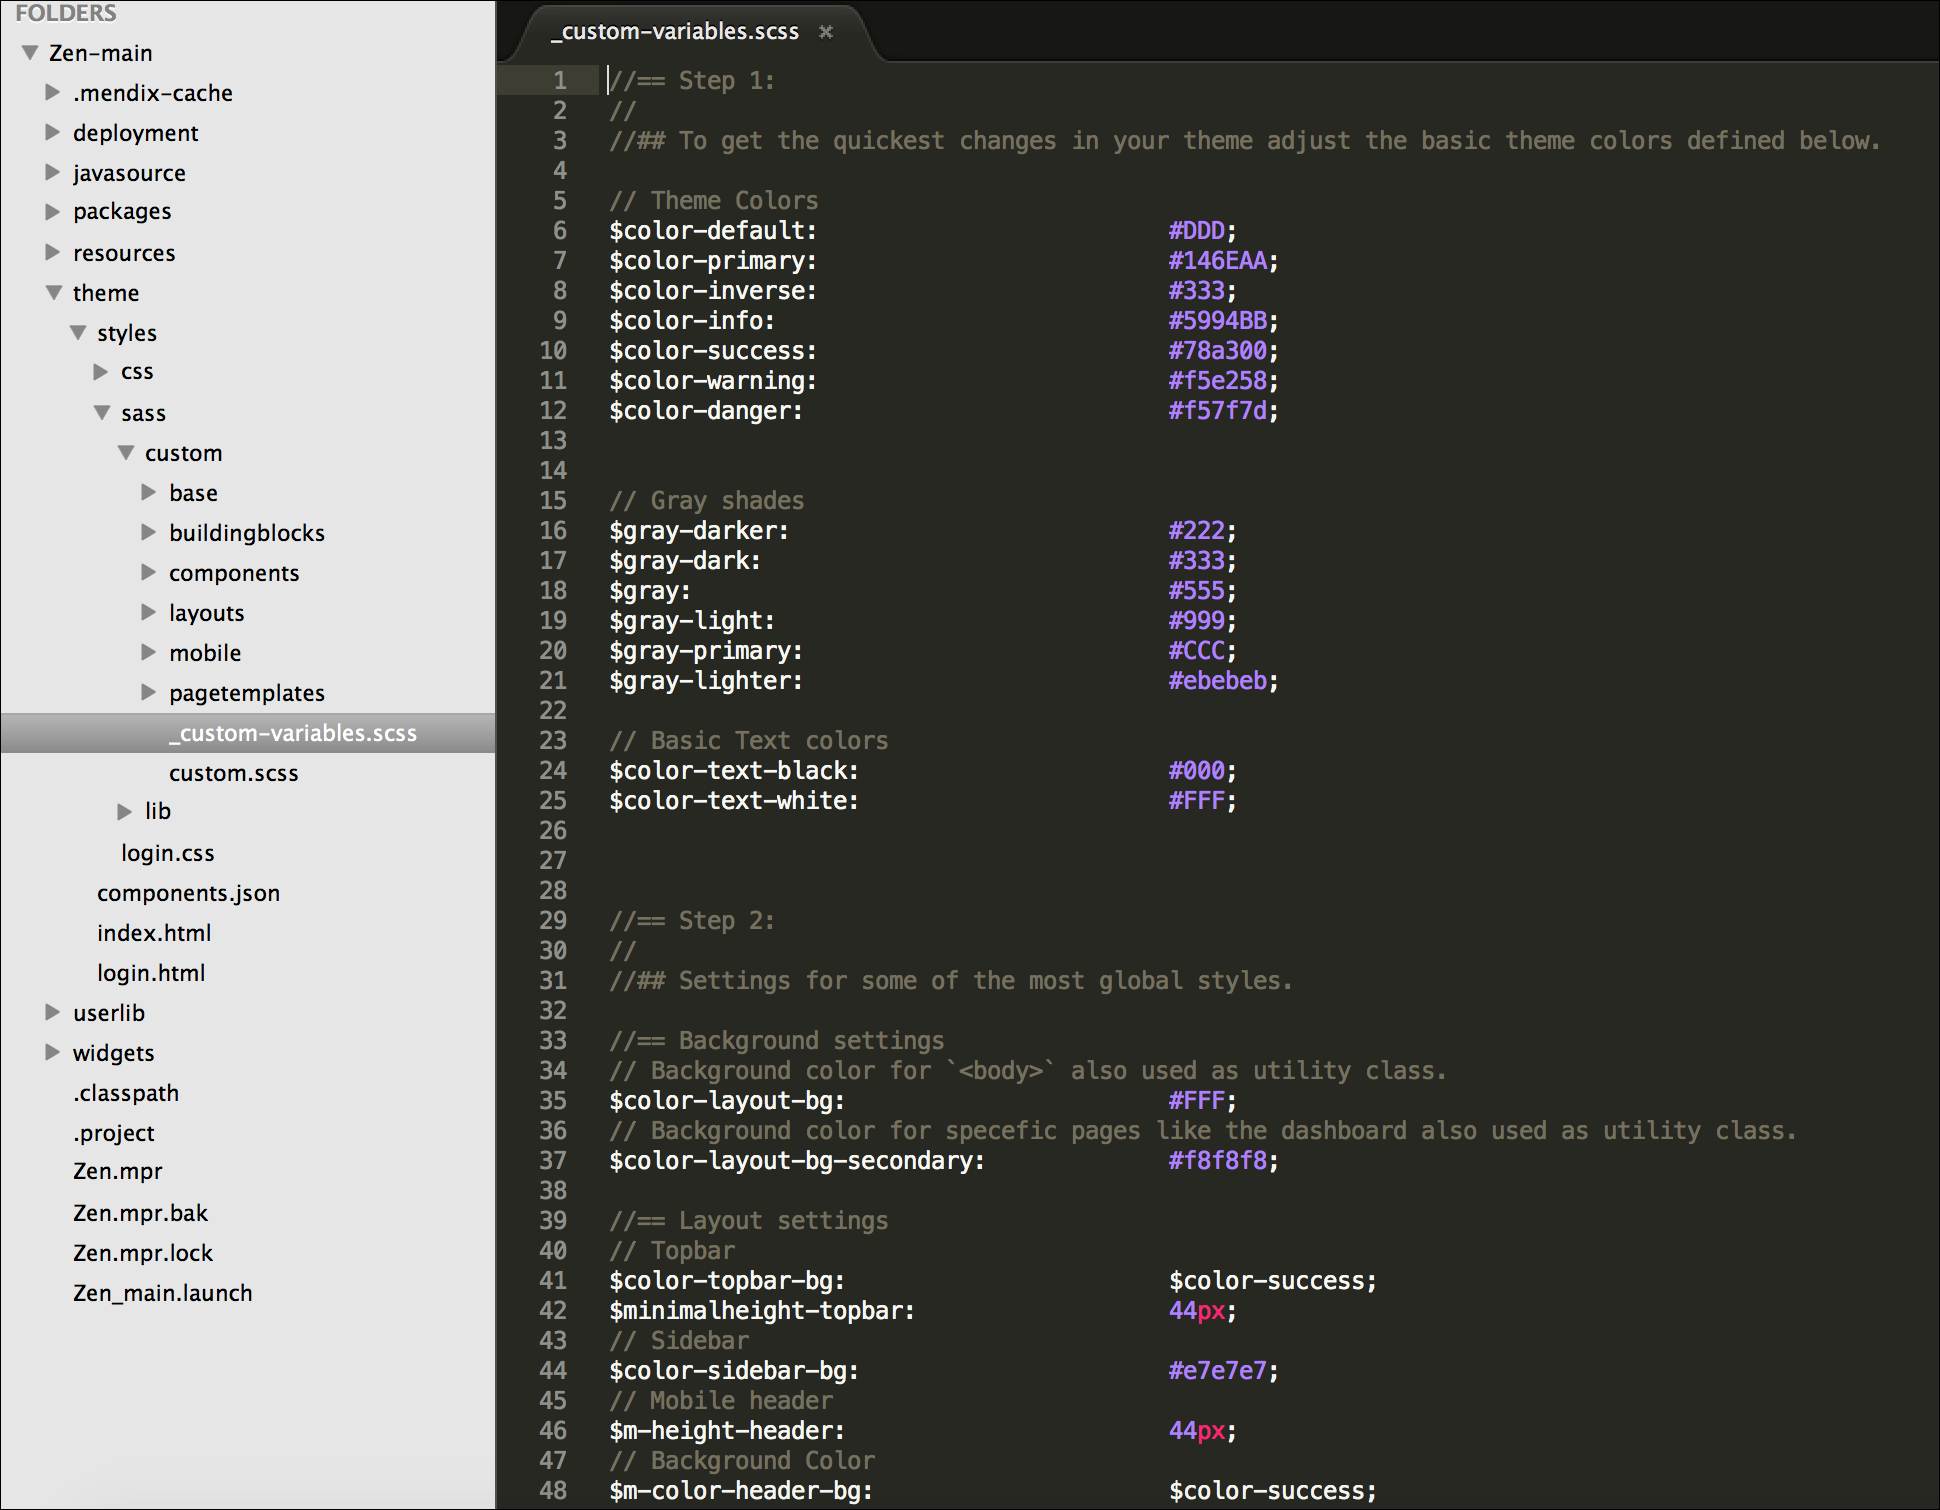 FOLDERS
Zen-main
.mendix-cache
deployment
javasource
packages
resources
theme
styles
css
sass
custom
base
buildingblocks
components
layouts
mobile
pagetemplates
_custom-variables.scss
custom.scss
lib
login.css
components.json
index.html
login.html
userlib
widgets
.classpath
.project
Zen.mpr
Zen.mpr.bak
Zen.mpr.lock
Zen_main.launch
_custom-variables.scss ×
1 //== Step 1:
2 //
3 //## To get the quickest changes in your theme adjust the basic theme colors defined below.
4
5 // Theme Colors
6 $color-default: #DDD;
7 $color-primary: #146EAA;
8 $color-inverse: #333;
9 $color-info: #5994BB;
10 $color-success: #78a300;
11 $color-warning: #f5e258;
12 $color-danger: #f57f7d;
13
14
15 // Gray shades
16 $gray-darker: #222;
17 $gray-dark: #333;
18 $gray: #555;
19 $gray-light: #999;
20 $gray-primary: #CCC;
21 $gray-lighter: #ebebeb;
22
23 // Basic Text colors
24 $color-text-black: #000;
25 $color-text-white: #FFF;
26
27
28
29 //== Step 2:
30 //
31 //## Settings for some of the most global styles.
32
33 //== Background settings
34 // Background color for `<body>` also used as utility class.
35 $color-layout-bg: #FFF;
36 // Background color for specefic pages like the dashboard also used as utility class.
37 $color-layout-bg-secondary: #f8f8f8;
38
39 //== Layout settings
40 // Topbar
41 $color-topbar-bg: $color-success;
42 $minimalheight-topbar: 44px;
43 // Sidebar
44 $color-sidebar-bg: #e7e7e7;
45 // Mobile header
46 $m-height-header: 44px;
47 // Background Color
48 $m-color-header-bg: $color-success;